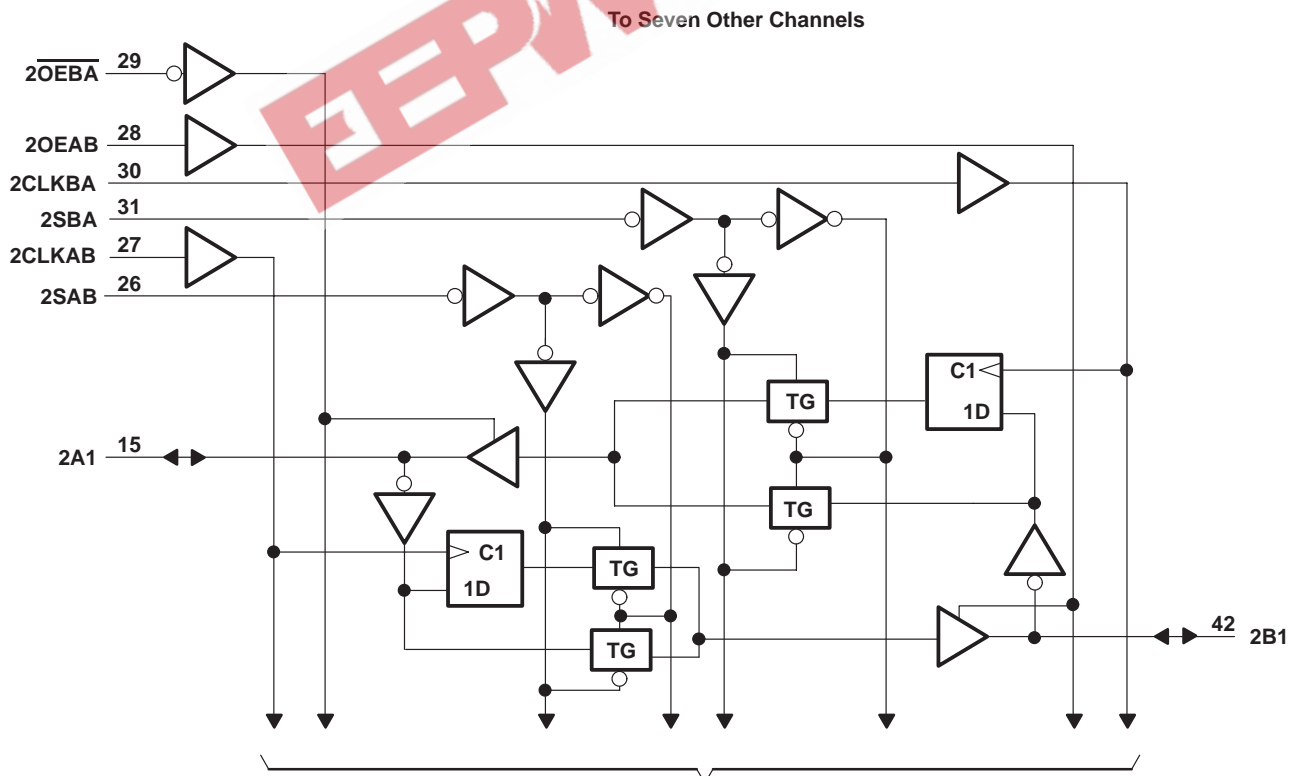 To Seven Other Channels
2OEBA 29
2OEAB 28
2CLKBA 30
2SBA 31
2CLKAB 27
2SAB 26
TG
C1
1D
2A1 15
TG
C1
1D
TG
TG
42 2B1